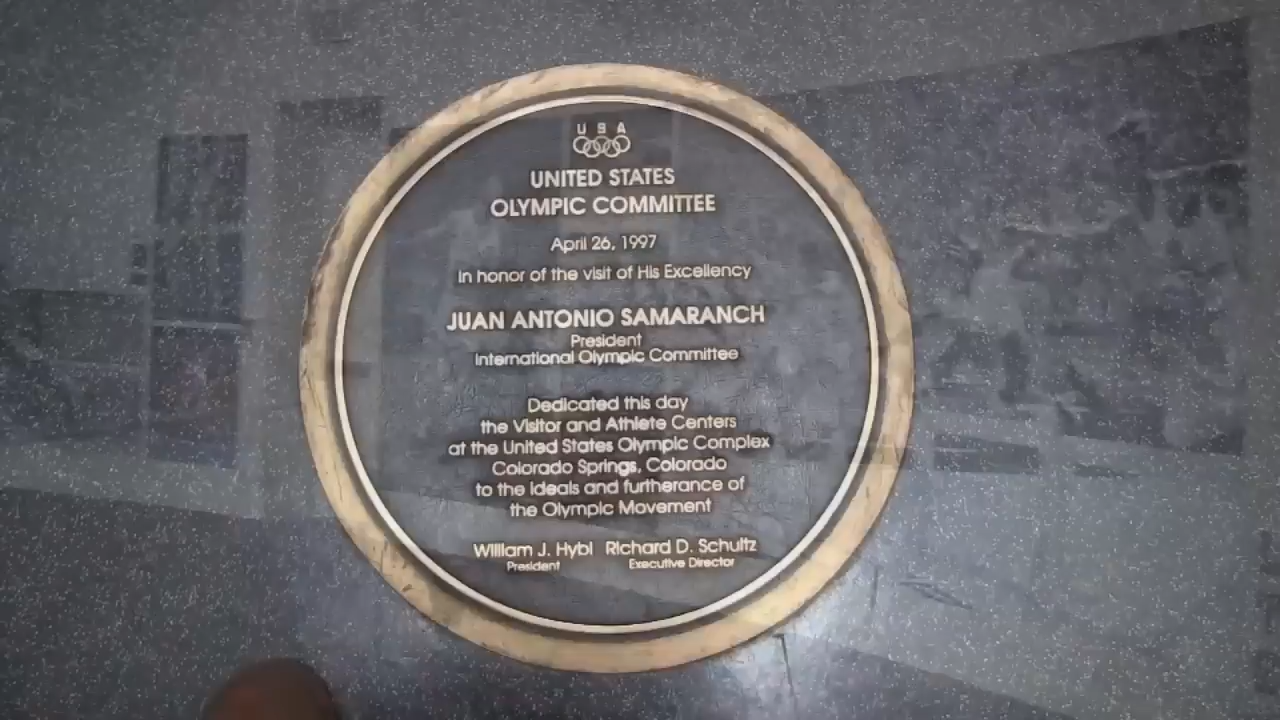 USA
UNITED STATES
OLYMPIC COMMITTEE
April 26, 1997
In honor of the visit of His Excellency
JUAN ANTONIO SAMARANCH
President
International Olympic Committee
Dedicated this day
the Visitor and Athlete Centers
at the United States Olympic Complex
Colorado Springs, Colorado
to the ideals and furtherance of
the Olympic Movement
William J. Hybl Richard D. Schultz
President Executive Director